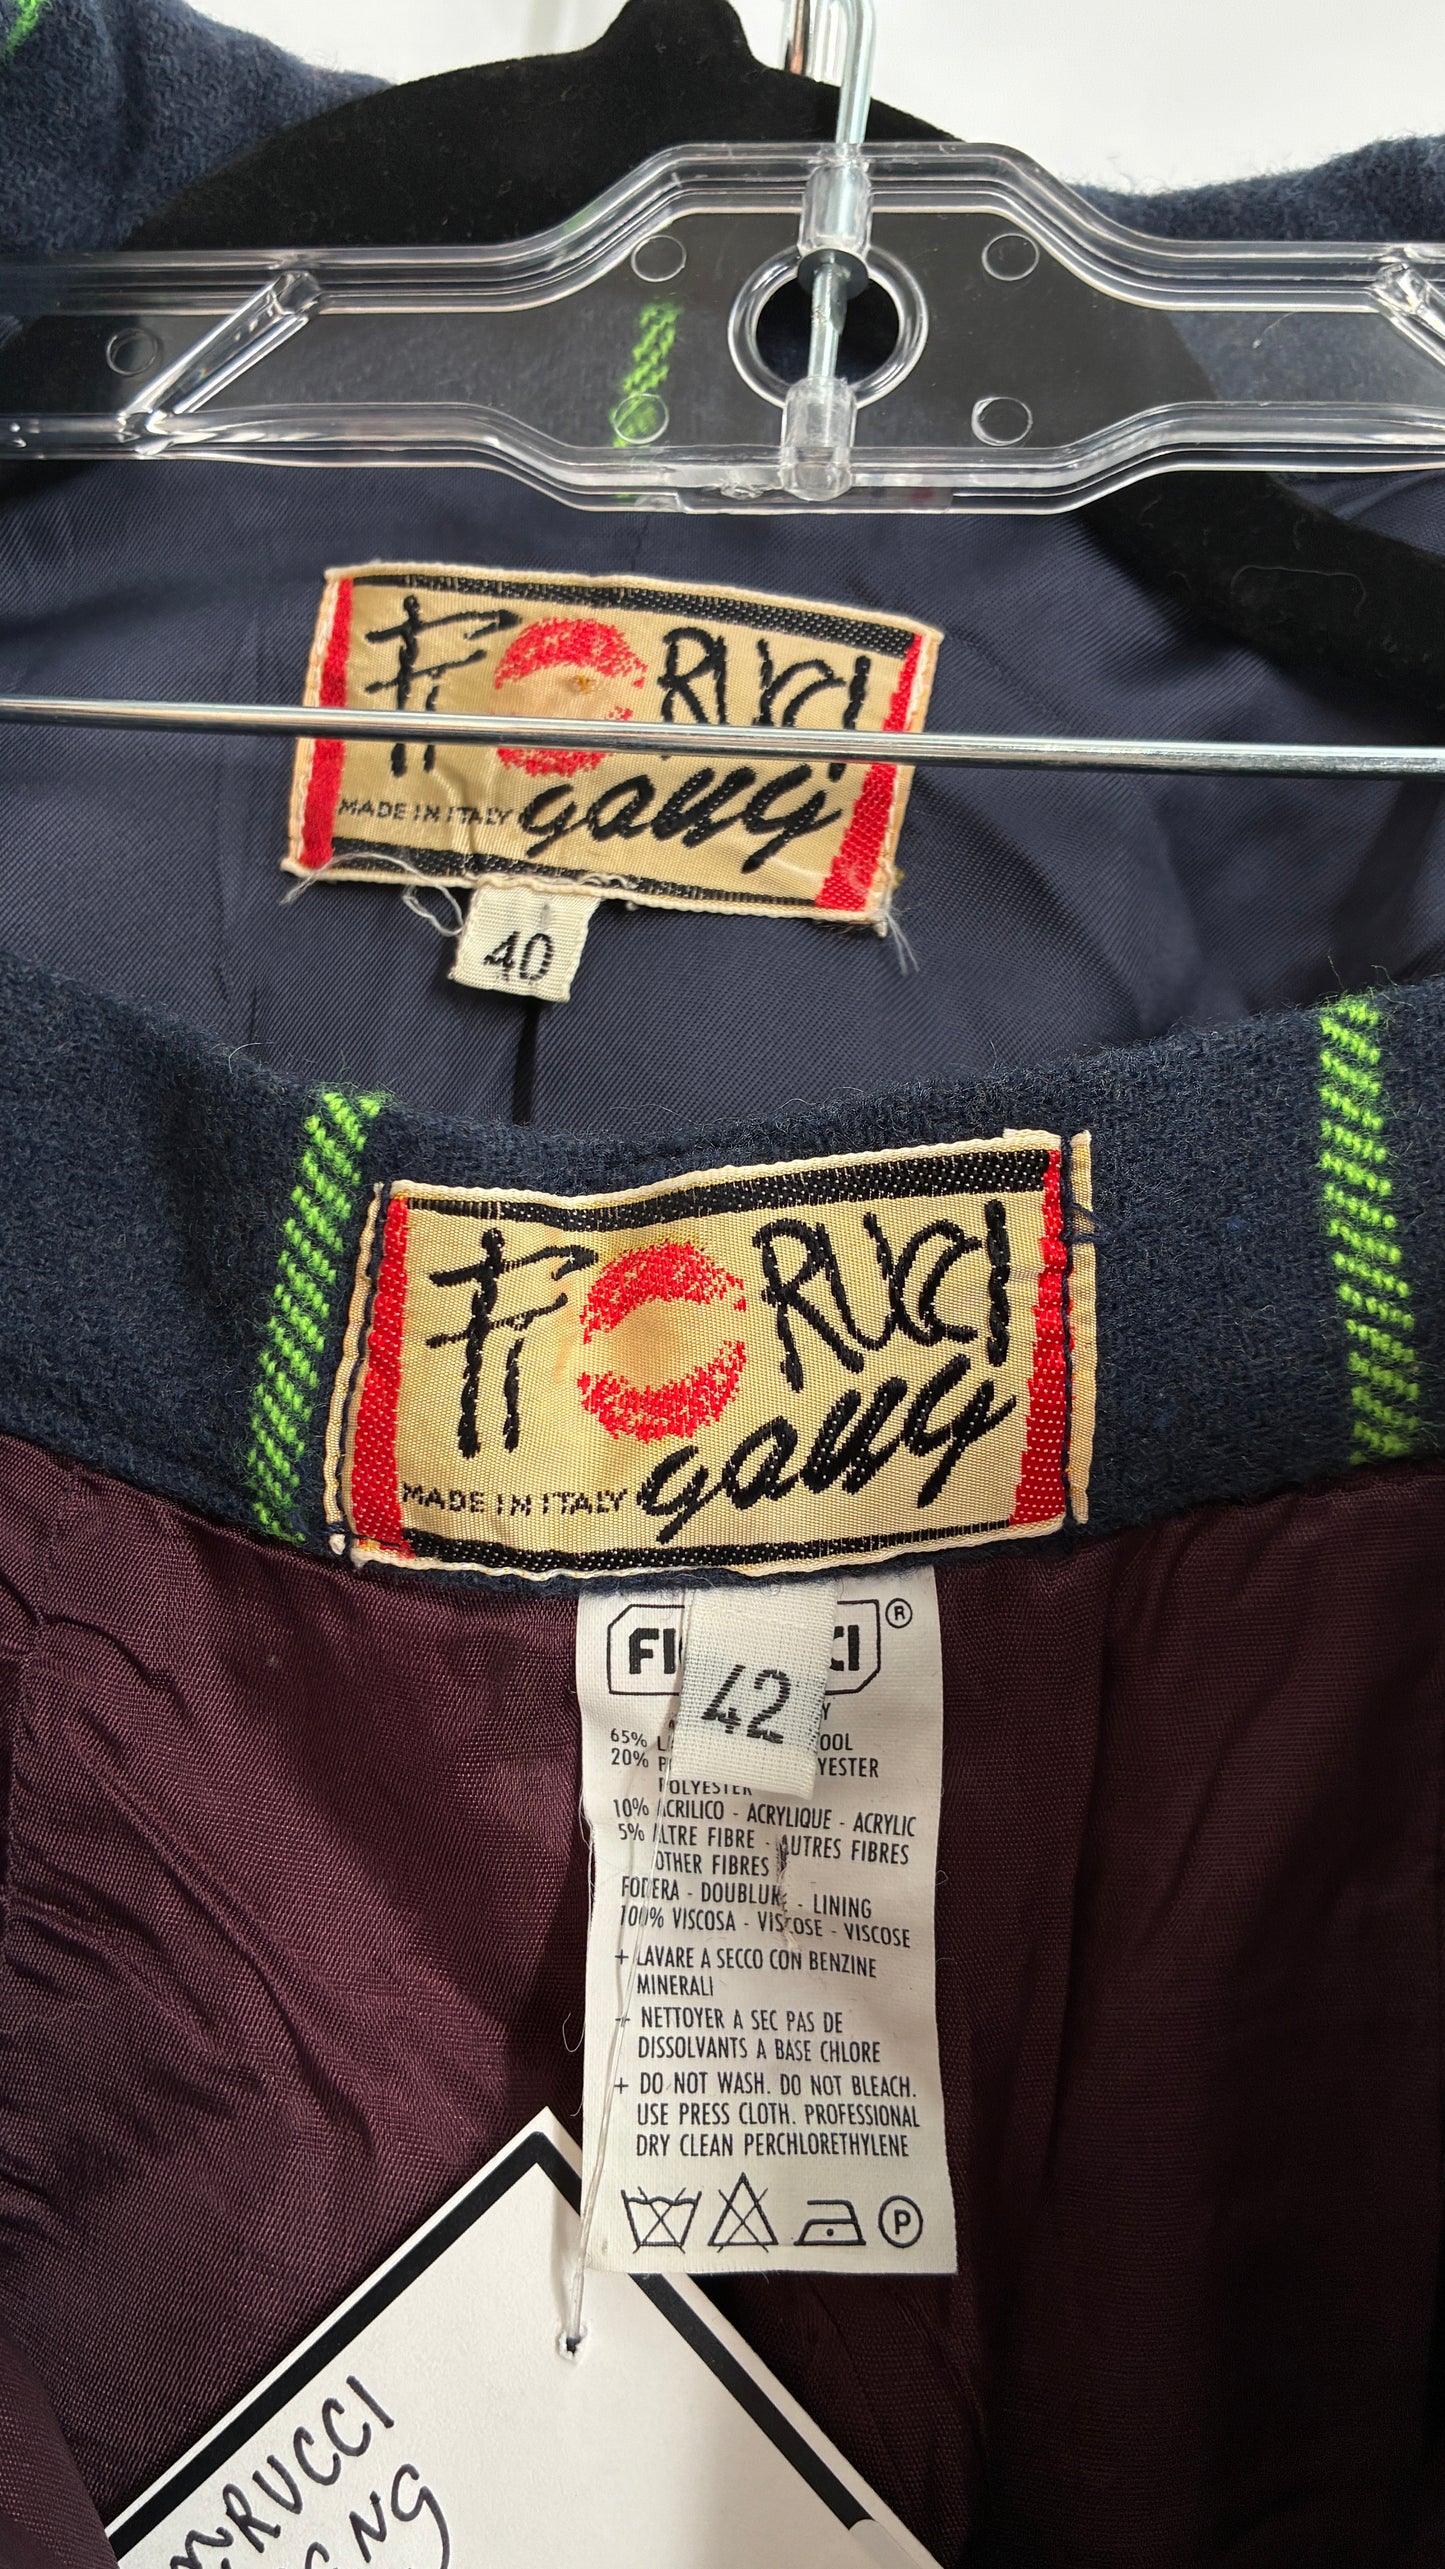 FIORUCCI
MADE IN ITALY gang
40
FIORUCCI
MADE IN ITALY gang
®
42
65%
20%
POLYESTER
10% ACRILICO - ACRYLIQUE - ACRYLIC
5% ALTRE FIBRE - AUTRES FIBRES
OTHER FIBRES
FODERA - DOUBLURE - LINING
100% VISCOSA - VISCOSE - VISCOSE
+ LAVARE A SECCO CON BENZINE
MINERALI
+ NETTOYER A SEC PAS DE
DISSOLVANTS A BASE CHLORE
+ DO NOT WASH. DO NOT BLEACH.
USE PRESS CLOTH. PROFESSIONAL
DRY CLEAN PERCHLORETHYLENE
P